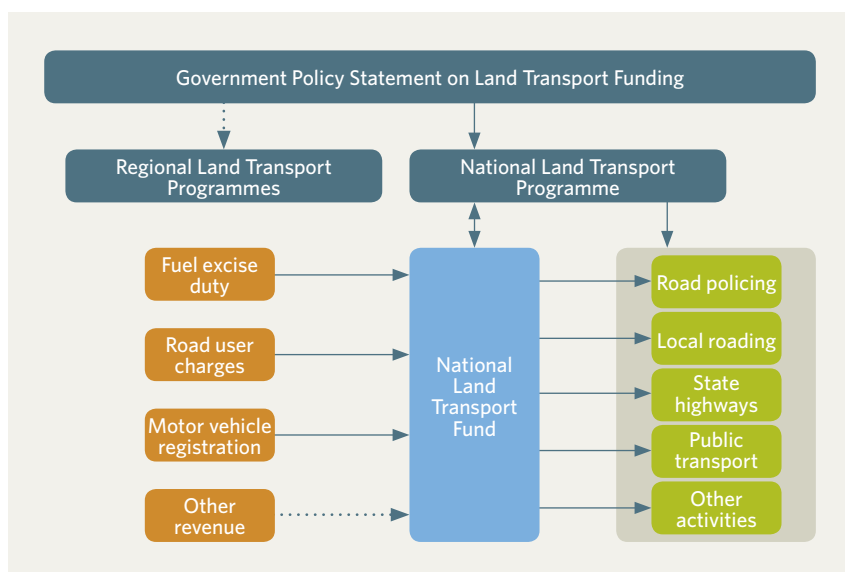 Government Policy Statement on Land Transport Funding
Regional Land Transport
Programmes
National Land Transport
Programme
Fuel excise
duty
Road user
charges
Motor vehicle
registration
Other
revenue
National
Land
Transport
Fund
Road policing
Local roading
State
highways
Public
transport
Other
activities